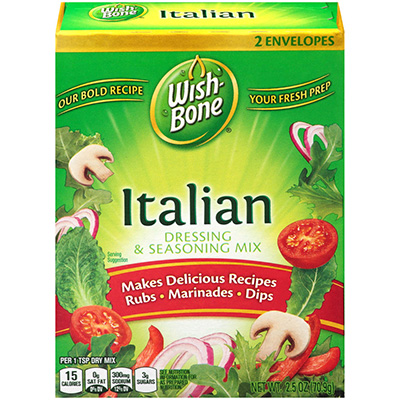 Italian
2 ENVELOPES
Wish-
Bone®
OUR BOLD RECIPE
YOUR FRESH PREP
Italian
DRESSING
& SEASONING MIX
Serving
Suggestion
Makes Delicious Recipes
Rubs • Marinades • Dips
PER 1 TSP. DRY MIX
15
CALORIES
0g
SAT FAT
0% DV
300mg
SODIUM
12% DV
3g
SUGARS
SEE NUTRITION
INFORMATION FOR
AS PREPARED
NUTRITION
NET WT. 2.5 OZ (70.9g)